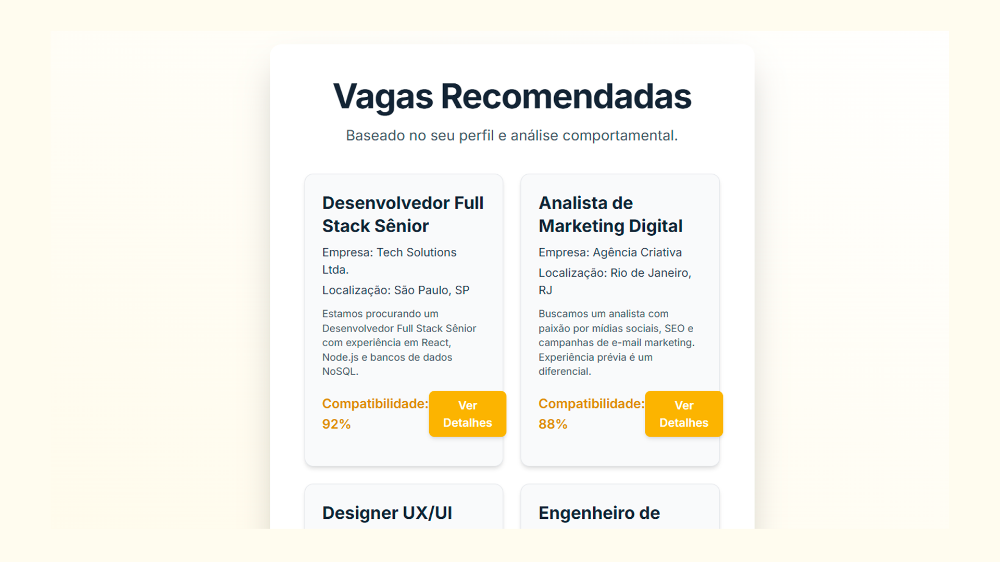 Vagas Recomendadas
Baseado no seu perfil e análise comportamental.
Desenvolvedor Full
Stack Sênior
Empresa: Tech Solutions
Ltda.
Localização: São Paulo, SP
Estamos procurando um
Desenvolvedor Full Stack Sênior
com experiência em React,
Node.js e bancos de dados
NoSQL.
Compatibilidade:
92%
Ver
Detalhes
Analista de
Marketing Digital
Empresa: Agência Criativa
Localização: Rio de Janeiro,
RJ
Buscamos um analista com
paixão por mídias sociais, SEO e
campanhas de e-mail marketing.
Experiência prévia é um
diferencial.
Compatibilidade:
88%
Ver
Detalhes
Designer UX/UI
Engenheiro de